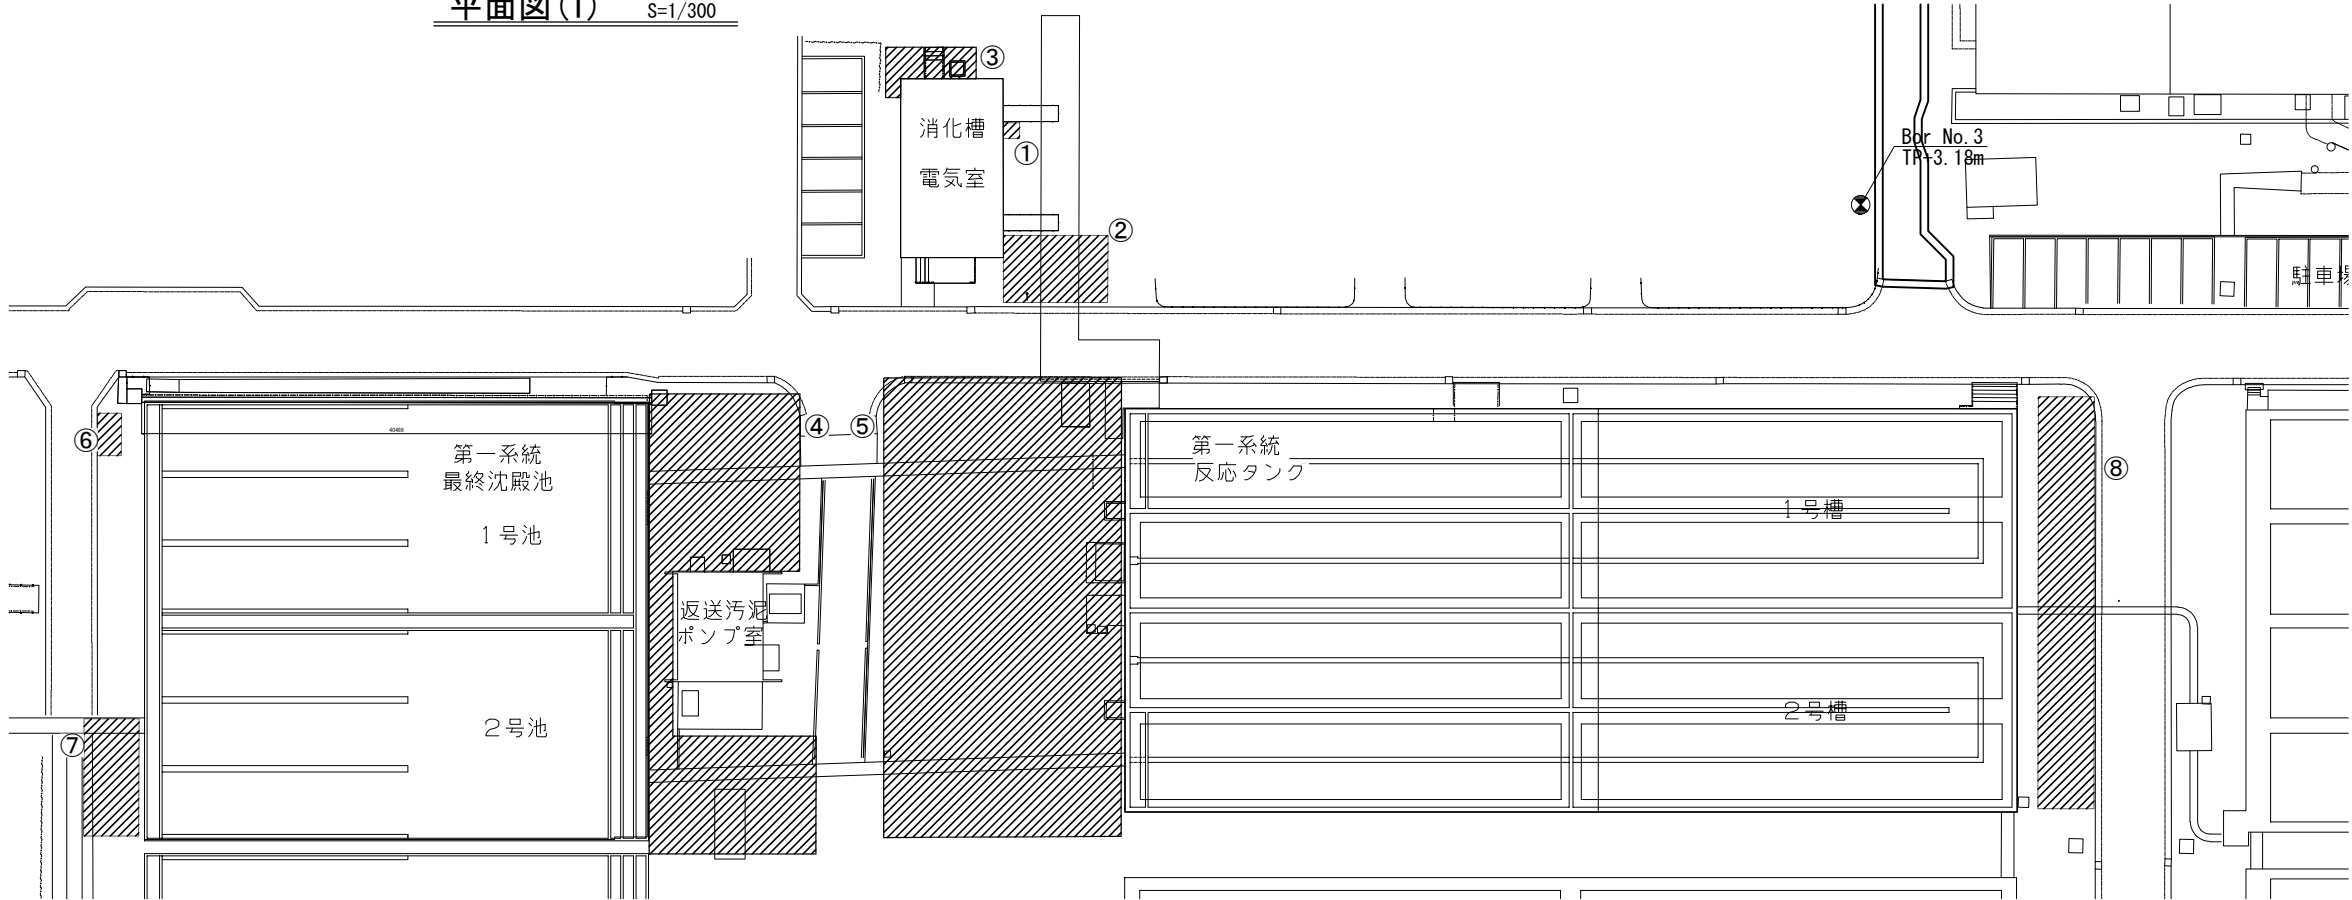 平面図(1) S=1/300
③
消化槽
電気室
①
②
Bor No.3
TP+3.18m
駐車場
④
⑤
⑥
40486
第一系統
最終沈殿池
1号池
第一系統
反応タンク
1号槽
⑧
返送汚泥
ポンプ室
2号池
2号槽
⑦